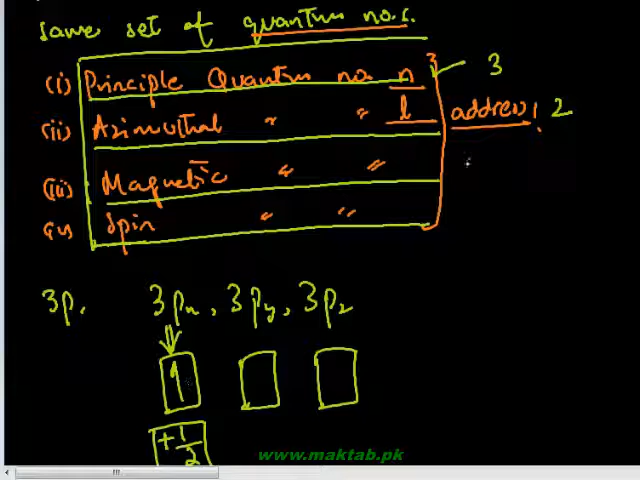 same set of quantum no.s.
(i) Principle Quantum no n 3
(ii) Azimuthal " " l address! 2
(iii) Magnetic " "
(iv) Spin " "
3p. 3px, 3py, 3pz
1
+1/2
www.maktab.pk